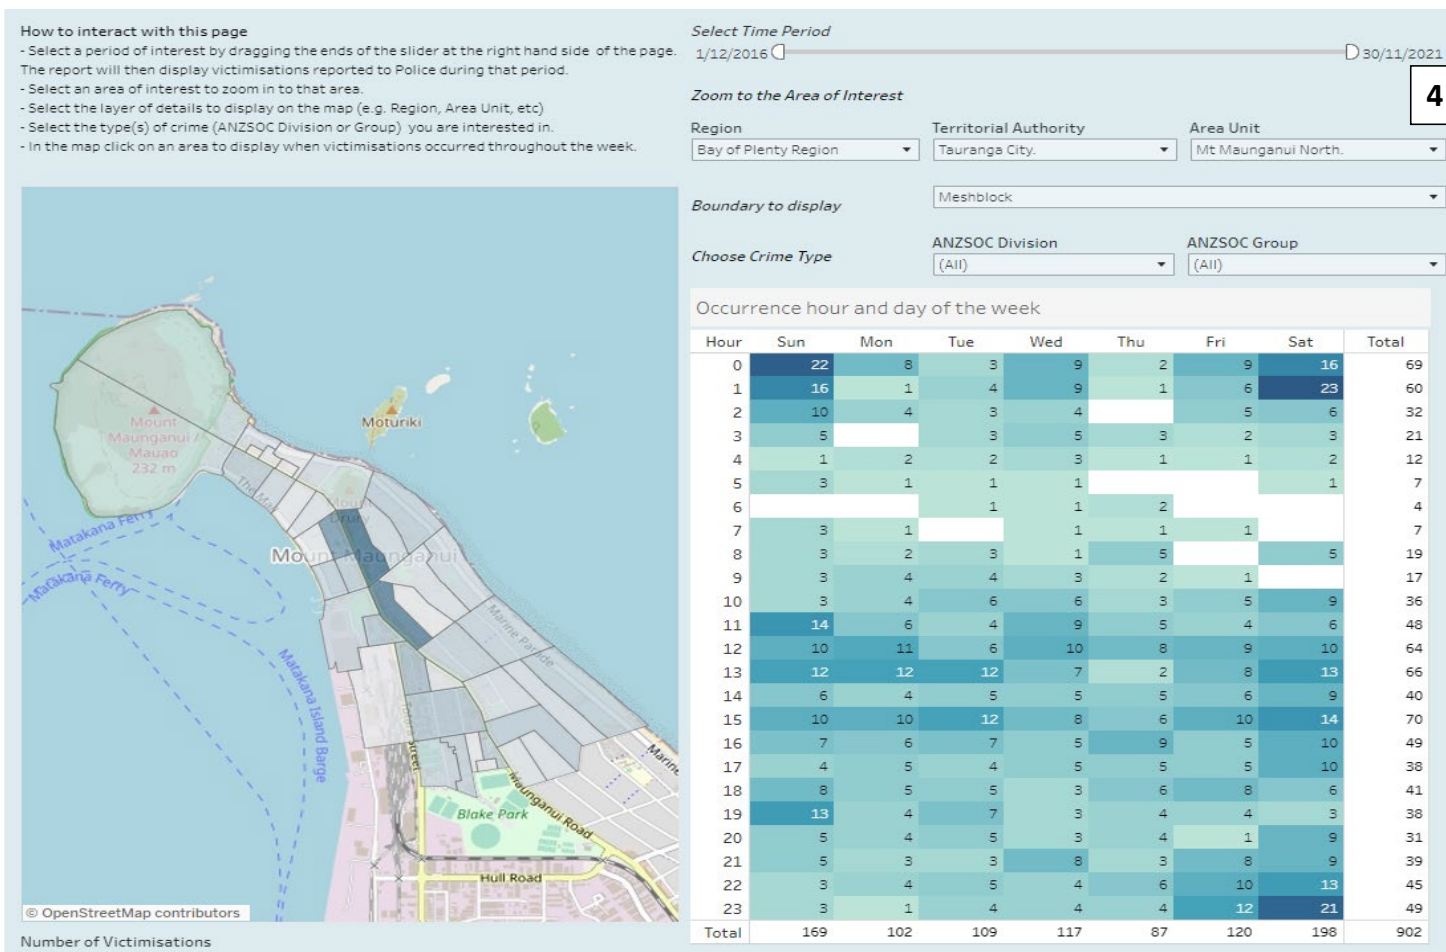 How to interact with this page
- Select a period of interest by dragging the ends of the slider at the right hand side of the page.
The report will then display victimisations reported to Police during that period.
- Select an area of interest to zoom in to that area.
- Select the layer of details to display on the map (e.g. Region, Area Unit, etc)
- Select the type(s) of crime (ANZSOC Division or Group) you are interested in.
- In the map click on an area to display when victimisations occurred throughout the week.
Select Time Period
1/12/2016 30/11/2021
4
Zoom to the Area of Interest
Region Territorial Authority Area Unit
Bay of Plenty Region Tauranga City. Mt Maunganui North.
Boundary to display Meshblock
ANZSOC Division ANZSOC Group
Choose Crime Type (All) (All)
Mount
Maunganui /
Mauao
232 m
Moturiki
The Mall
Mount
Drury
Mount Maunganui
Matakana Ferry
Matakana Ferry
Marine Parade
Matakana Island Barge
Totara Street
Marine
Maunganui Road
Blake Park
Hull Road
© OpenStreetMap contributors
Number of Victimisations
Occurrence hour and day of the week
Hour Sun Mon Tue Wed Thu Fri Sat Total
0 22 8 3 9 2 9 16 69
1 16 1 4 9 1 6 23 60
2 10 4 3 4 5 6 32
3 5 3 5 3 2 3 21
4 1 2 2 3 1 1 2 12
5 3 1 1 1 1 7
6 1 1 2 4
7 3 1 1 1 1 7
8 3 2 3 1 5 5 19
9 3 4 4 3 2 1 17
10 3 4 6 6 3 5 9 36
11 14 6 4 9 5 4 6 48
12 10 11 6 10 8 9 10 64
13 12 12 12 7 2 8 13 66
14 6 4 5 5 5 6 9 40
15 10 10 12 8 6 10 14 70
16 7 6 7 5 9 5 10 49
17 4 5 4 5 5 5 10 38
18 8 5 5 3 6 8 6 41
19 13 4 7 3 4 4 3 38
20 5 4 5 3 4 1 9 31
21 5 3 3 8 3 8 9 39
22 3 4 5 4 6 10 13 45
23 3 1 4 4 4 12 21 49
Total 169 102 109 117 87 120 198 902